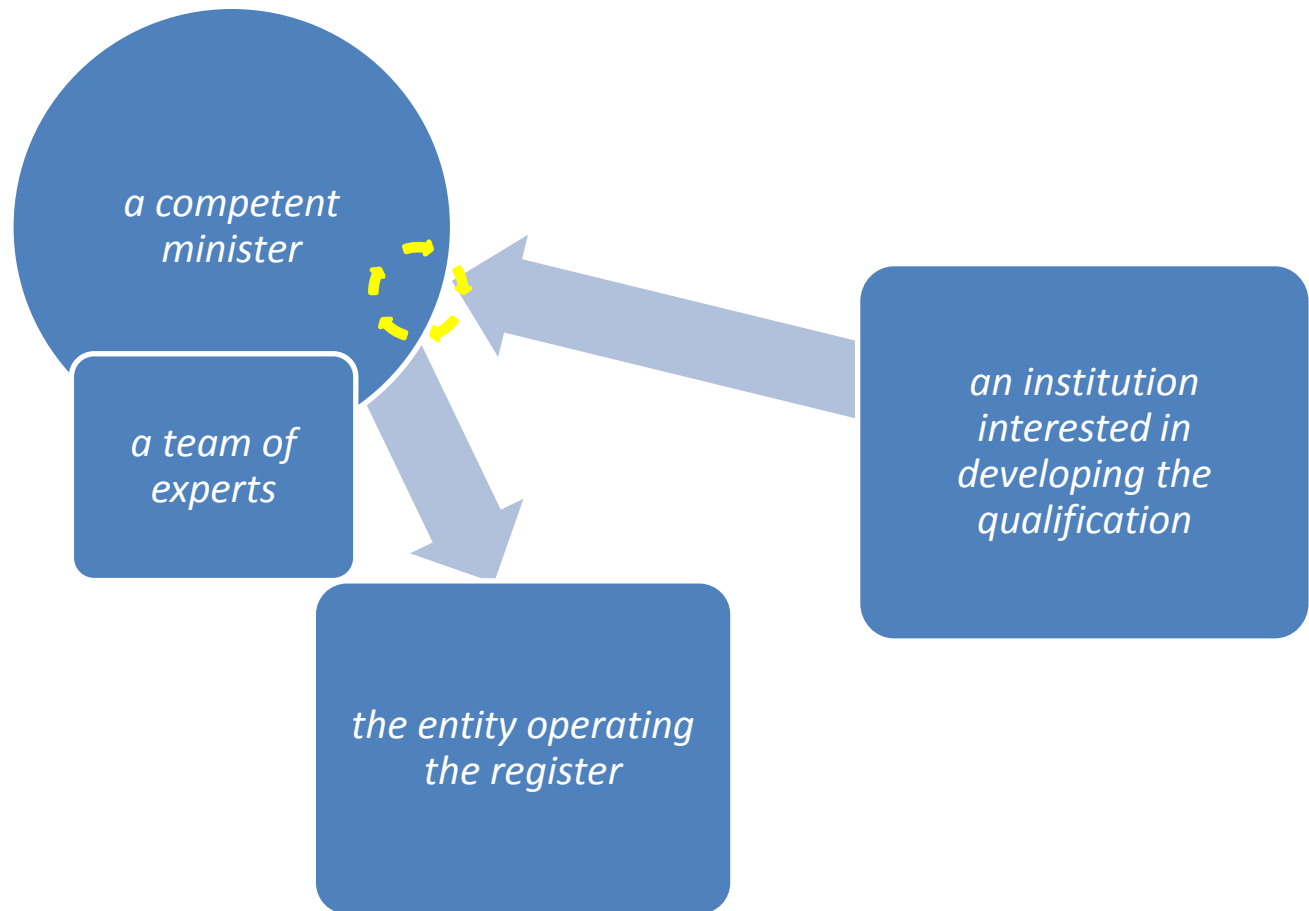 a competent
minister
a team of
experts
an institution
interested in
developing the
qualification
the entity operating
the register